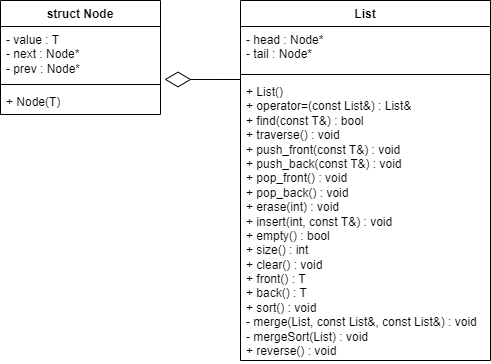 struct Node
- value : T
- next : Node*
- prev : Node*
+ Node(T)
List
- head : Node*
- tail : Node*
+ List()
+ operator=(const List&) : List&
+ find(const T&) : bool
+ traverse() : void
+ push_front(const T&) : void
+ push_back(const T&) : void
+ pop_front() : void
+ pop_back() : void
+ erase(int) : void
+ insert(int, const T&) : void
+ empty() : bool
+ size() : int
+ clear() : void
+ front() : T
+ back() : T
+ sort() : void
- merge(List, const List&, const List&) : void
- mergeSort(List) : void
+ reverse() : void